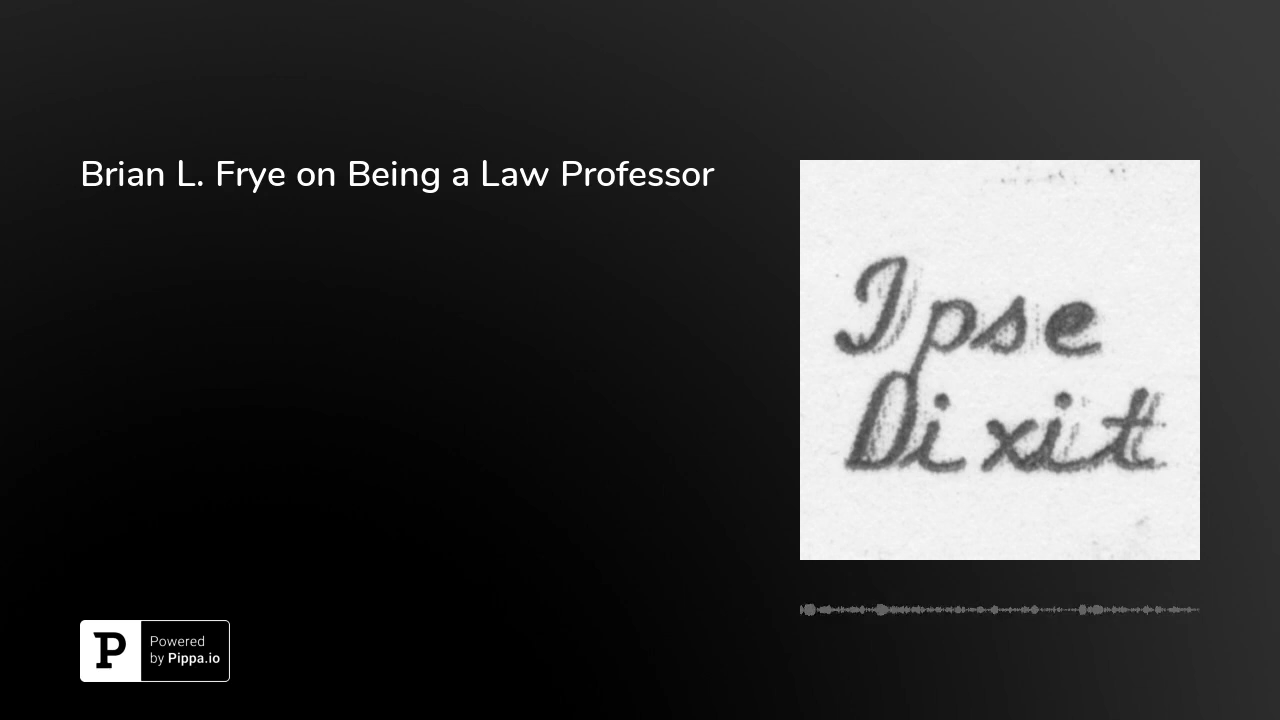 Brian L. Frye on Being a Law Professor
Ipse
Dixit
P
Powered
by Pippa.io